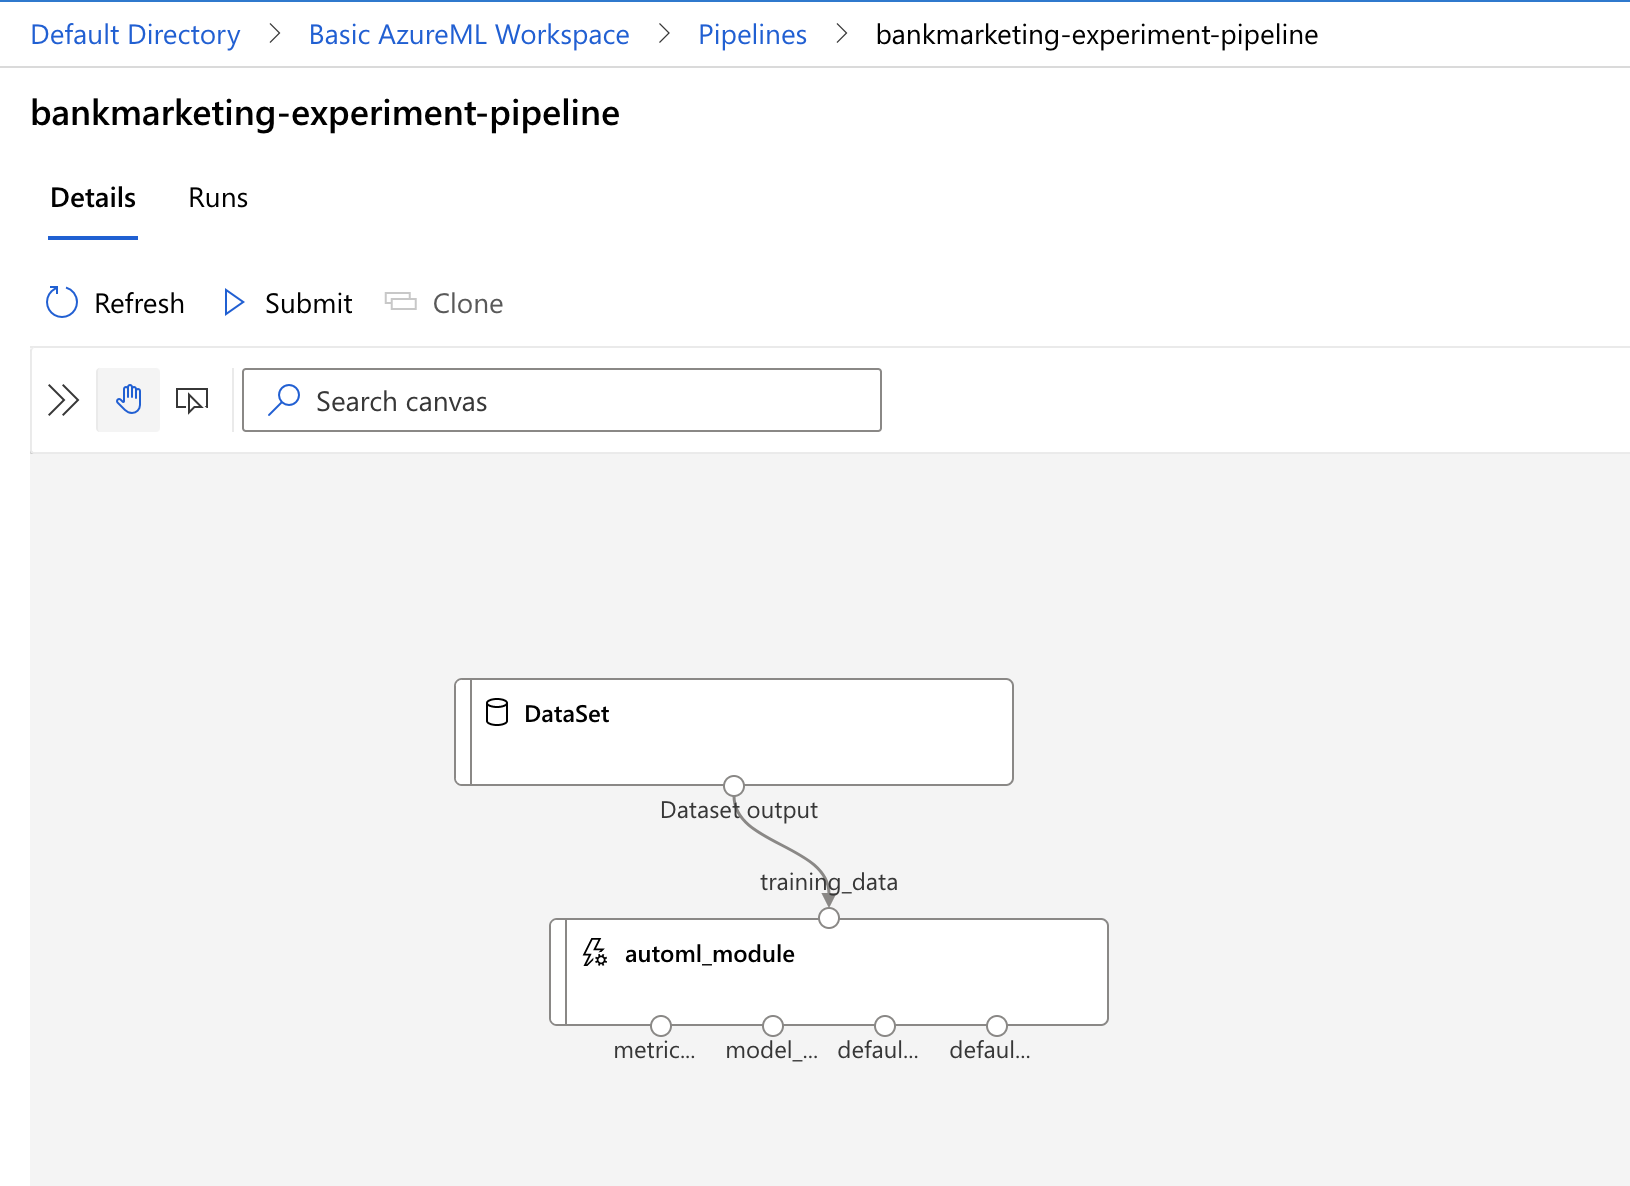 Default Directory > Basic AzureML Workspace > Pipelines > bankmarketing-experiment-pipeline
bankmarketing-experiment-pipeline
Details Runs
Refresh Submit Clone
Search canvas
DataSet
Dataset output
training_data
automl_module
metric... model_... defaul... defaul...